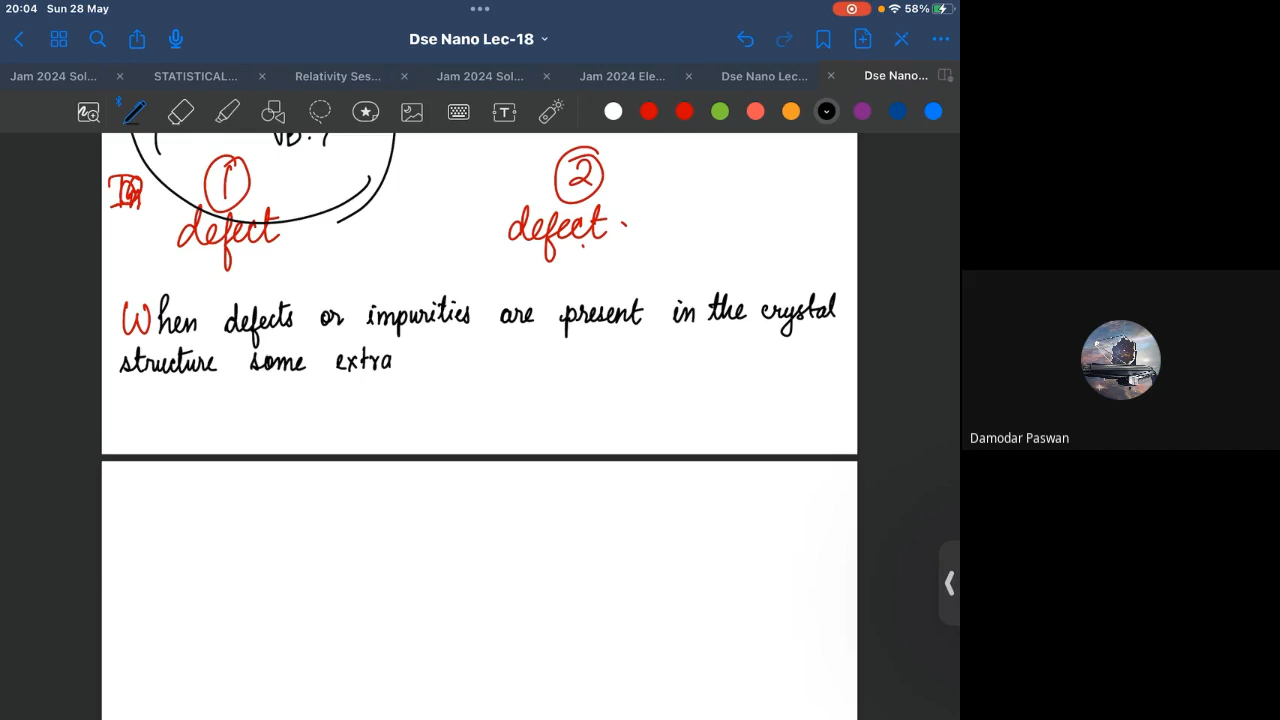 20:04 Sun 28 May
58%
Dse Nano Lec-18
Jam 2024 Sol...
STATISTICAL...
Relativity Ses...
Jam 2024 Sol...
Jam 2024 Ele...
Dse Nano Lec...
Dse Nano...
1
2
defect
defect.
When defects or impurities are present in the crystal
structure some extra
Damodar Paswan